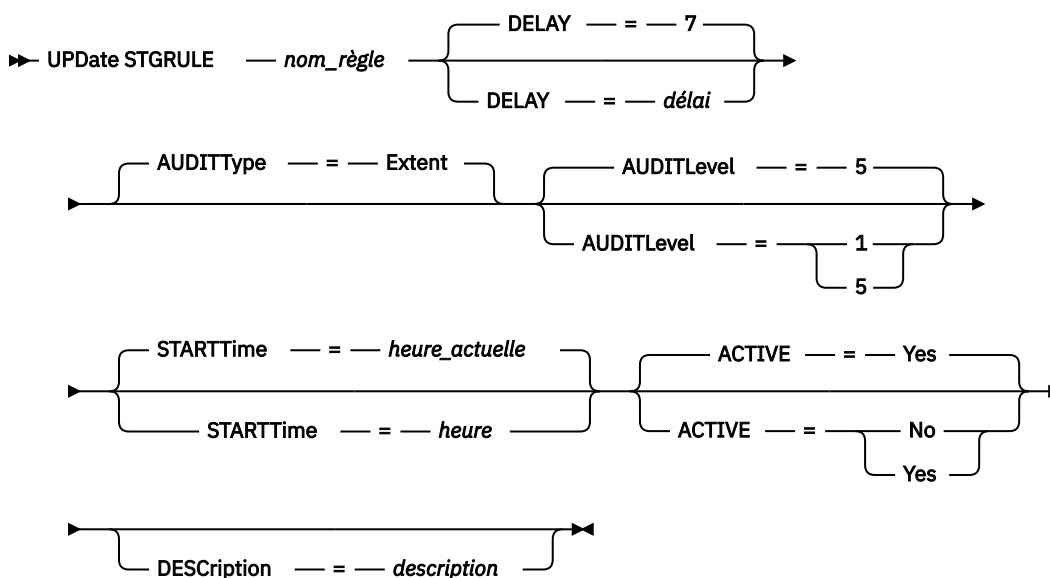 DELAY = 7
UPDate STGRULE nom_règle
DELAY = délai
AUDITType = Extent
AUDITLevel = 5
AUDITLevel = 1
5
STARTTime = heure_actuelle
ACTIVE = Yes
STARTTime = heure
ACTIVE = No
Yes
DESCription = description